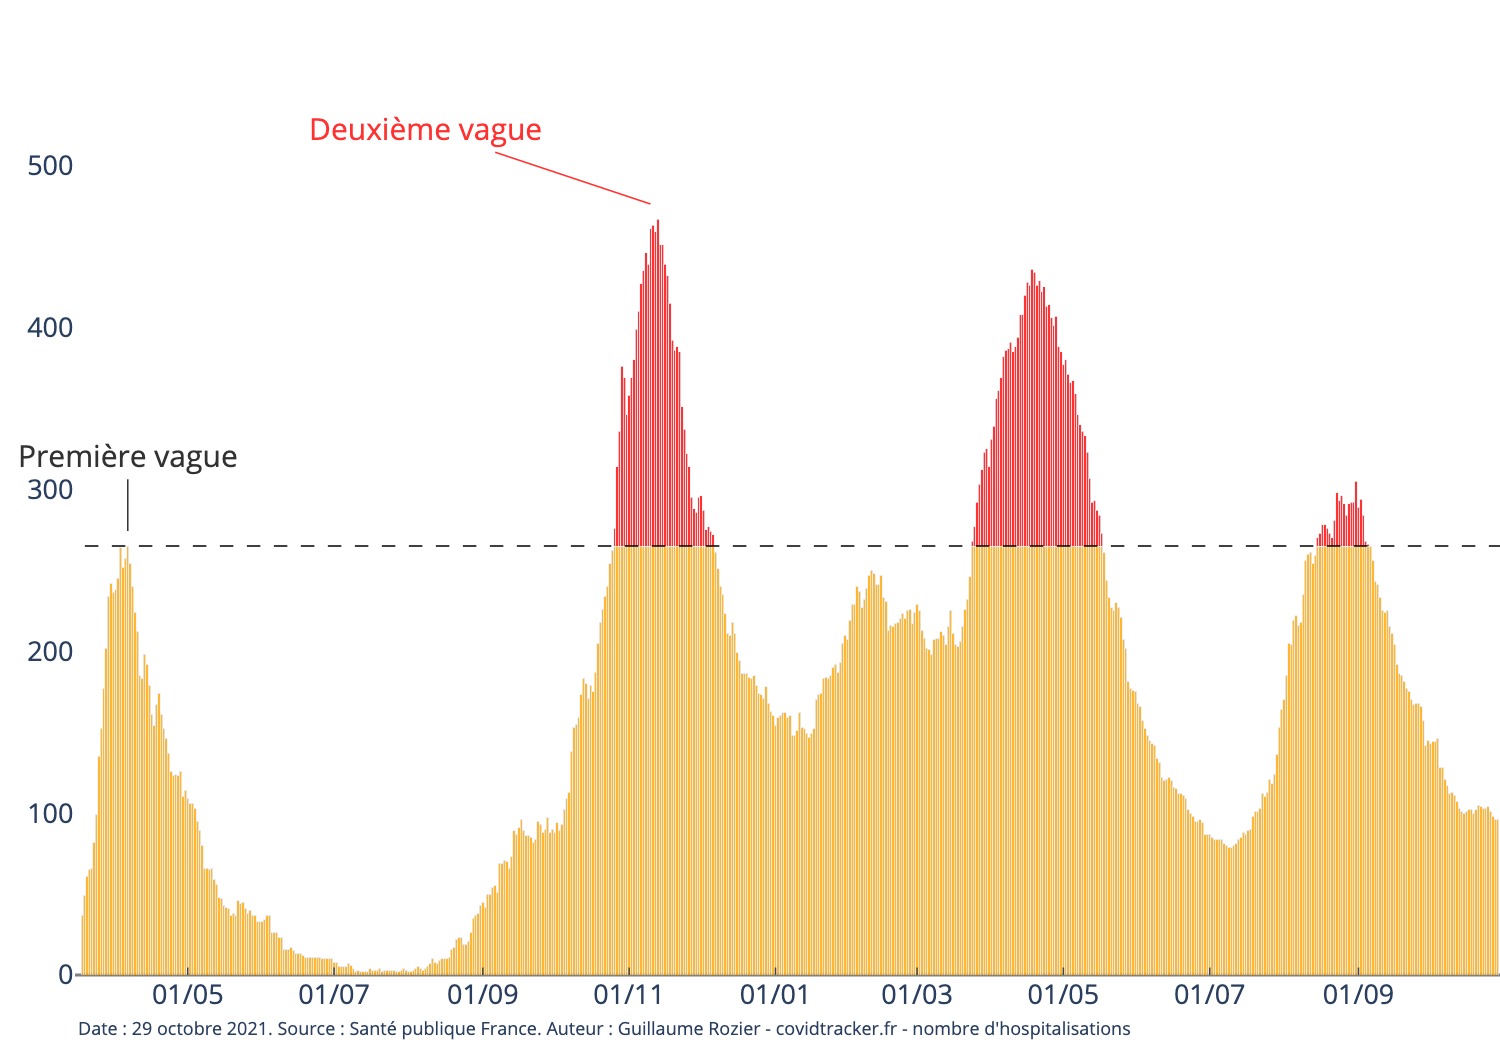 Deuxième vague
500
400
Première vague
300
200
100
0
01/05 01/07 01/09 01/11 01/01 01/03 01/05 01/07 01/09
Date : 29 octobre 2021. Source : Santé publique France. Auteur : Guillaume Rozier - covidtracker.fr - nombre d'hospitalisations